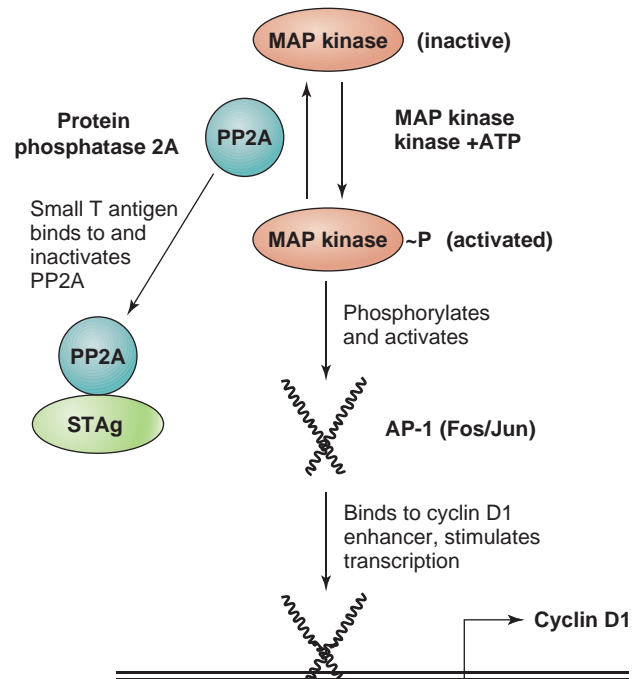 MAP kinase (inactive)
Protein
phosphatase 2A
PP2A
MAP kinase
kinase +ATP
Small T antigen
binds to and
inactivates
PP2A
MAP kinase ~P (activated)
Phosphorylates
and activates
PP2A
STAg
AP-1 (Fos/Jun)
Binds to cyclin D1
enhancer, stimulates
transcription
Cyclin D1